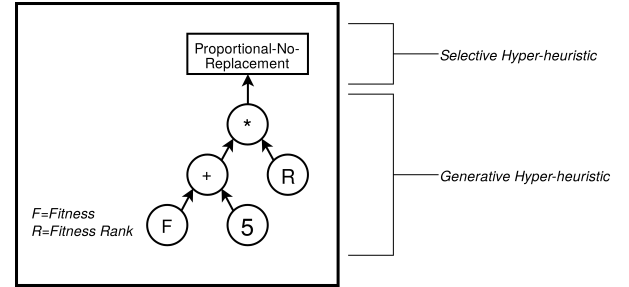 Proportional-No-
Replacement
Selective Hyper-heuristic
*
+
R
Generative Hyper-heuristic
F=Fitness
R=Fitness Rank
F
5